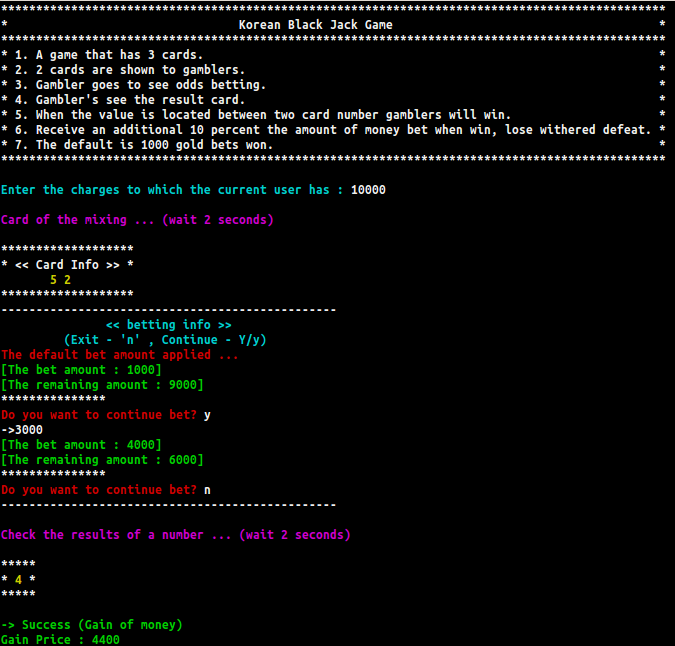 ***********************************************************************************************
*                                 Korean Black Jack Game                                      *
***********************************************************************************************
* 1. A game that has 3 cards.                                                                 *
* 2. 2 cards are shown to gamblers.                                                           *
* 3. Gambler goes to see odds betting.                                                        *
* 4. Gambler's see the result card.                                                           *
* 5. When the value is located between two card number gamblers will win.                     *
* 6. Receive an additional 10 percent the amount of money bet when win, lose withered defeat. *
* 7. The default is 1000 gold bets won.                                                       *
***********************************************************************************************
Enter the charges to which the current user has : 10000
Card of the mixing ... (wait 2 seconds)
*******************
* << Card Info >> *
       5 2
*******************
------------------------------------------------
               << betting info >>
         (Exit - 'n' , Continue - Y/y)
The default bet amount applied ...
[The bet amount : 1000]
[The remaining amount : 9000]
***************
Do you want to continue bet? y
->3000
[The bet amount : 4000]
[The remaining amount : 6000]
***************
Do you want to continue bet? n
------------------------------------------------
Check the results of a number ... (wait 2 seconds)
*****
* 4 *
*****
-> Success (Gain of money)
Gain Price : 4400